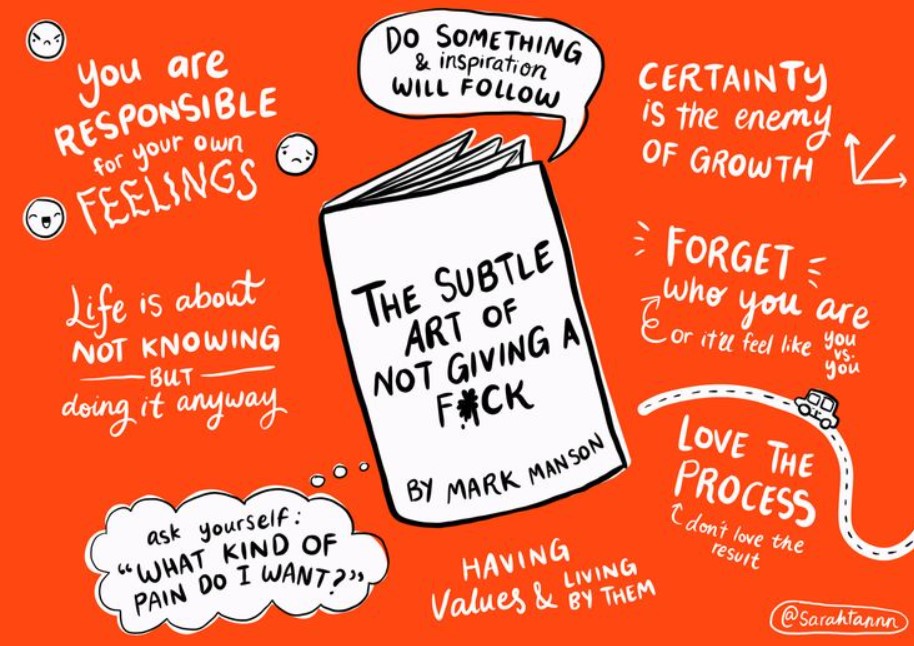 You are
RESPONSIBLE
for your own
FEELINGS
DO SOMETHING
& inspiration
WILL FOLLOW
CERTAINTY
is the enemy
OF GROWTH
Life is about
NOT KNOWING
BUT
doing it anyway
THE SUBTLE
ART OF
NOT GIVING A
F#CK
BY MARK MANSON
FORGET
who you are
or it'll feel like you
vs.
you
LOVE THE
PROCESS
don't love the
result
ask yourself:
"WHAT KIND OF
PAIN DO I WANT?"
HAVING
Values & LIVING
BY THEM
@sarahtannn